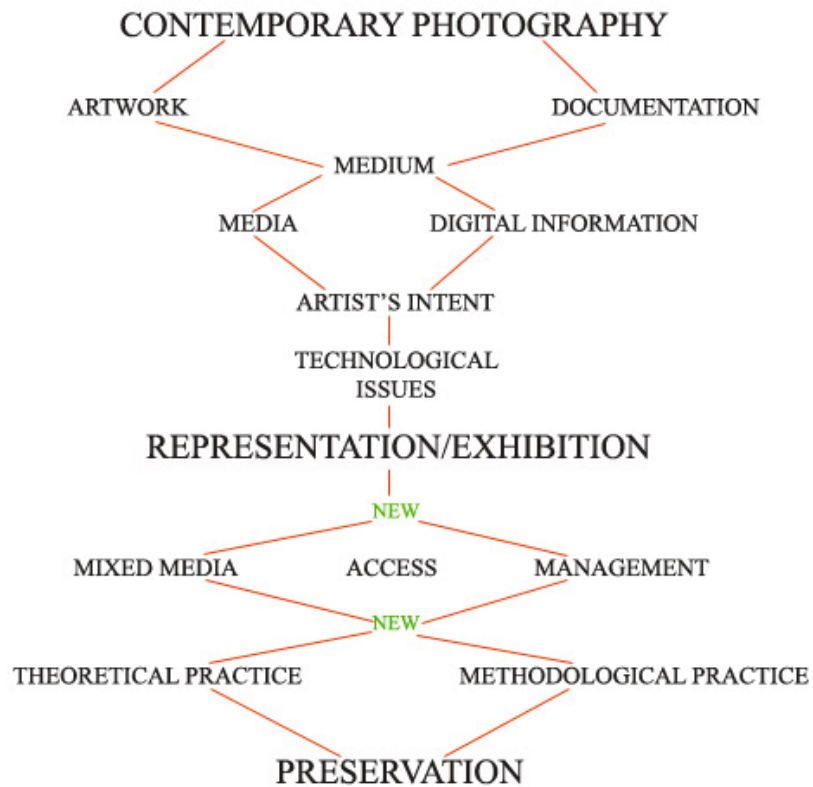 CONTEMPORARY PHOTOGRAPHY
ARTWORK
DOCUMENTATION
MEDIUM
MEDIA
DIGITAL INFORMATION
ARTIST’S INTENT
TECHNOLOGICAL
ISSUES
REPRESENTATION/EXHIBITION
NEW
MIXED MEDIA
ACCESS
MANAGEMENT
NEW
THEORETICAL PRACTICE
METHODOLOGICAL PRACTICE
PRESERVATION